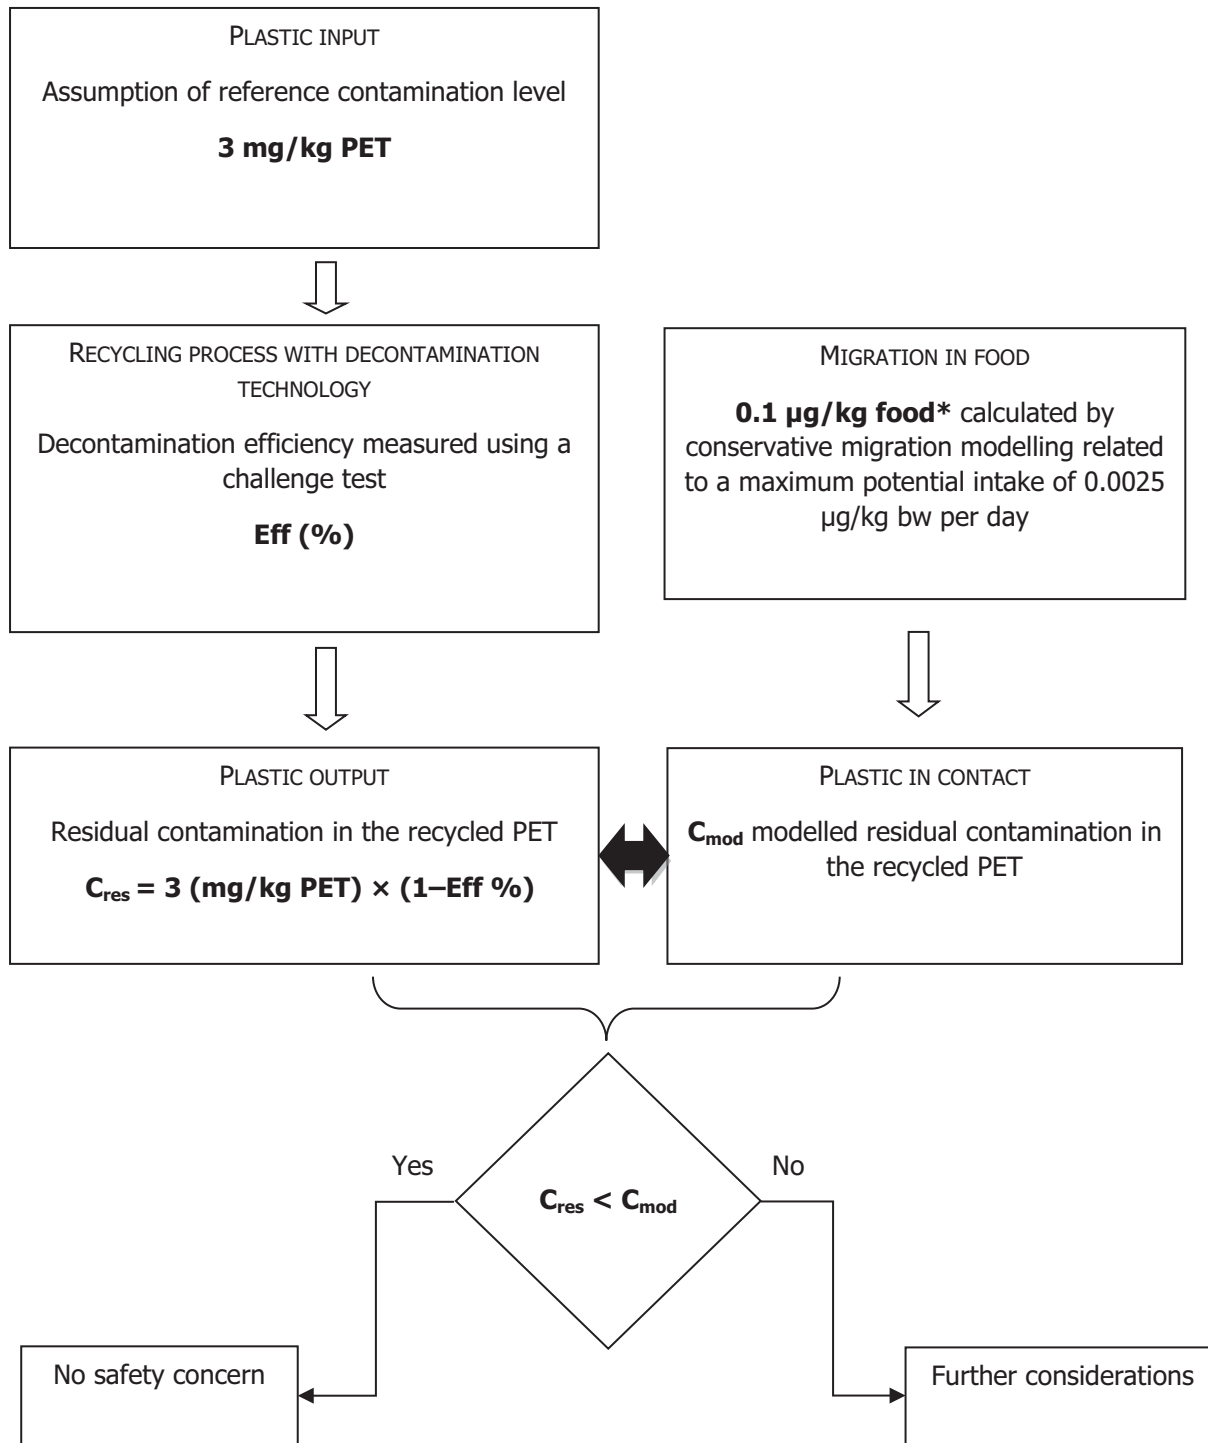 PLASTIC INPUT
Assumption of reference contamination level
3 mg/kg PET
RECYCLING PROCESS WITH DECONTAMINATION
TECHNOLOGY
Decontamination efficiency measured using a
challenge test
Eff (%)
MIGRATION IN FOOD
0.1 µg/kg food* calculated by
conservative migration modelling related
to a maximum potential intake of 0.0025
µg/kg bw per day
PLASTIC OUTPUT
Residual contamination in the recycled PET
Cres = 3 (mg/kg PET) × (1–Eff %)
PLASTIC IN CONTACT
Cmod modelled residual contamination in
the recycled PET
Yes
No
Cres < Cmod
No safety concern
Further considerations